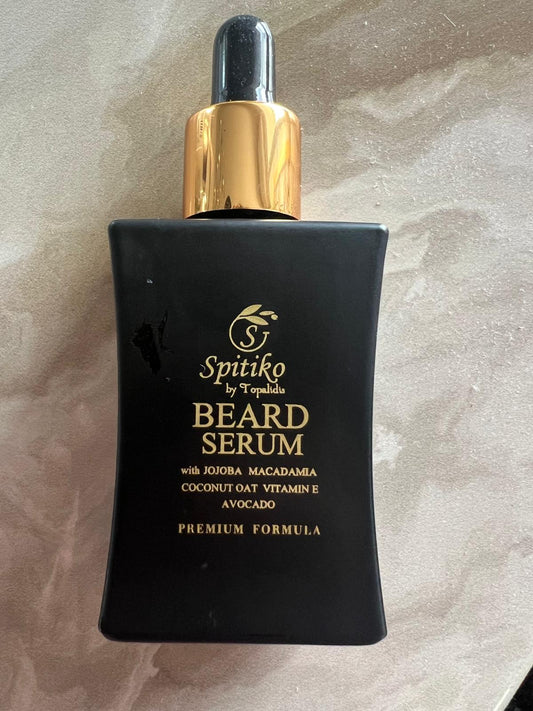 S
Spitiko
by Topalidis
BEARD
SERUM
with JOJOBA MACADAMIA
COCONUT OAT VITAMIN E
AVOCADO
PREMIUM FORMULA